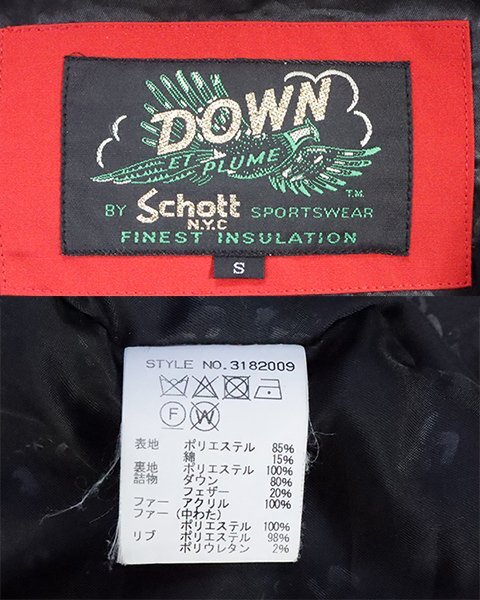 DOWN
ET PLUME
T.M.
BY Schott SPORTSWEAR
N.Y.C
FINEST INSULATION
S
STYLE NO.3182009
F W
表地 ポリエステル 85%
綿 15%
裏地 ポリエステル 100%
詰物 ダウン 80%
フェザー 20%
ファー アクリル 100%
ファー (中わた)
ポリエステル 100%
リブ ポリエステル 98%
ポリウレタン 2%